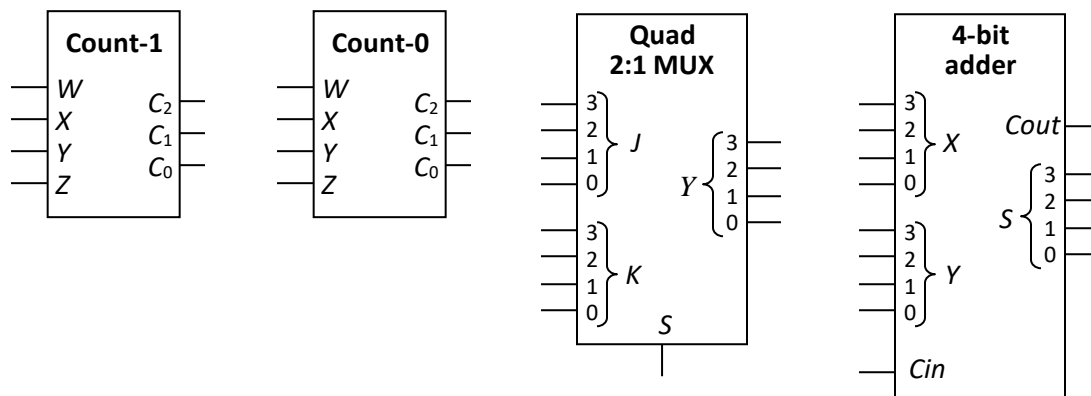 Count-1
W
X
Y
Z
C₂
C₁
C₀
Count-0
W
X
Y
Z
C₂
C₁
C₀
Quad
2:1 MUX
3
2
1
0
J
3
2
1
0
K
Y
3
2
1
0
S
4-bit
adder
3
2
1
0
X
3
2
1
0
Y
Cin
Cout
S
3
2
1
0